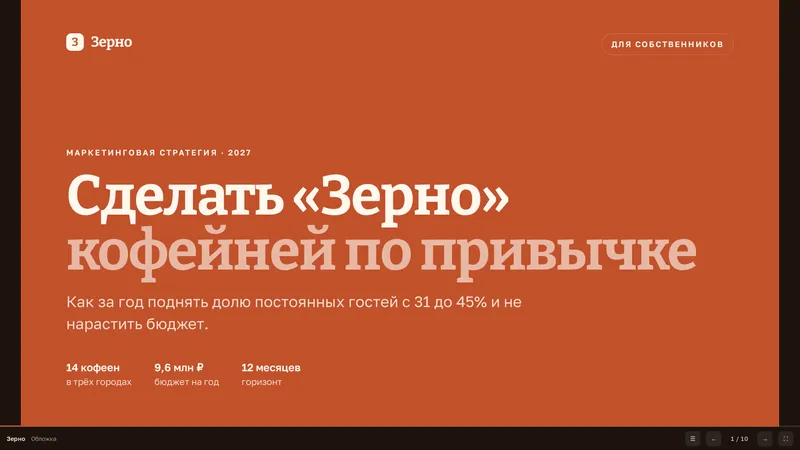 З Зерно
ДЛЯ СОБСТВЕННИКОВ
МАРКЕТИНГОВАЯ СТРАТЕГИЯ · 2027
Сделать «Зерно»
кофейней по привычке
Как за год поднять долю постоянных гостей с 31 до 45% и не
нарастить бюджет.
14 кофеен
в трёх городах
9,6 млн ₽
бюджет на год
12 месяцев
горизонт
Зерно Обложка
1 / 10